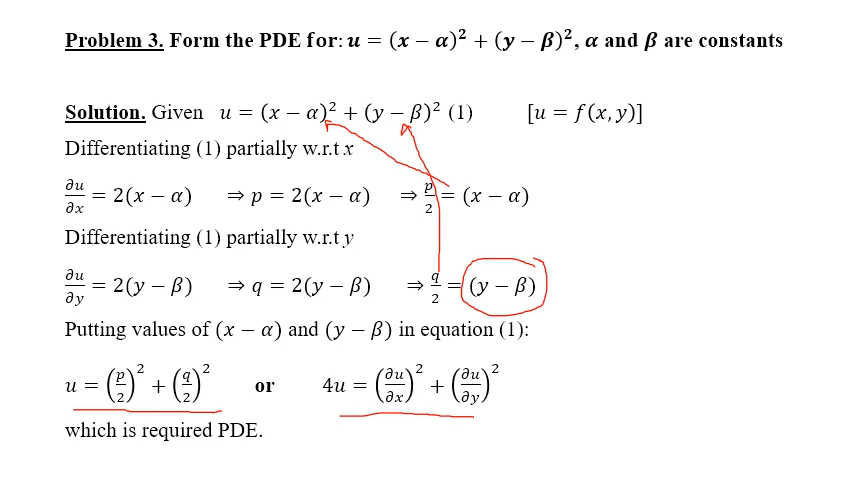 Problem 3. Form the PDE for: u = (x − α)² + (y − β)², α and β are constants
Solution. Given u = (x − α)² + (y − β)² (1) [u = f(x, y)]
Differentiating (1) partially w.r.t x
∂u/∂x = 2(x − α) ⇒ p = 2(x − α) ⇒ p/2 = (x − α)
Differentiating (1) partially w.r.t y
∂u/∂y = 2(y − β) ⇒ q = 2(y − β) ⇒ q/2 = (y − β)
Putting values of (x − α) and (y − β) in equation (1):
u = (p/2)² + (q/2)² or 4u = (∂u/∂x)² + (∂u/∂y)²
which is required PDE.